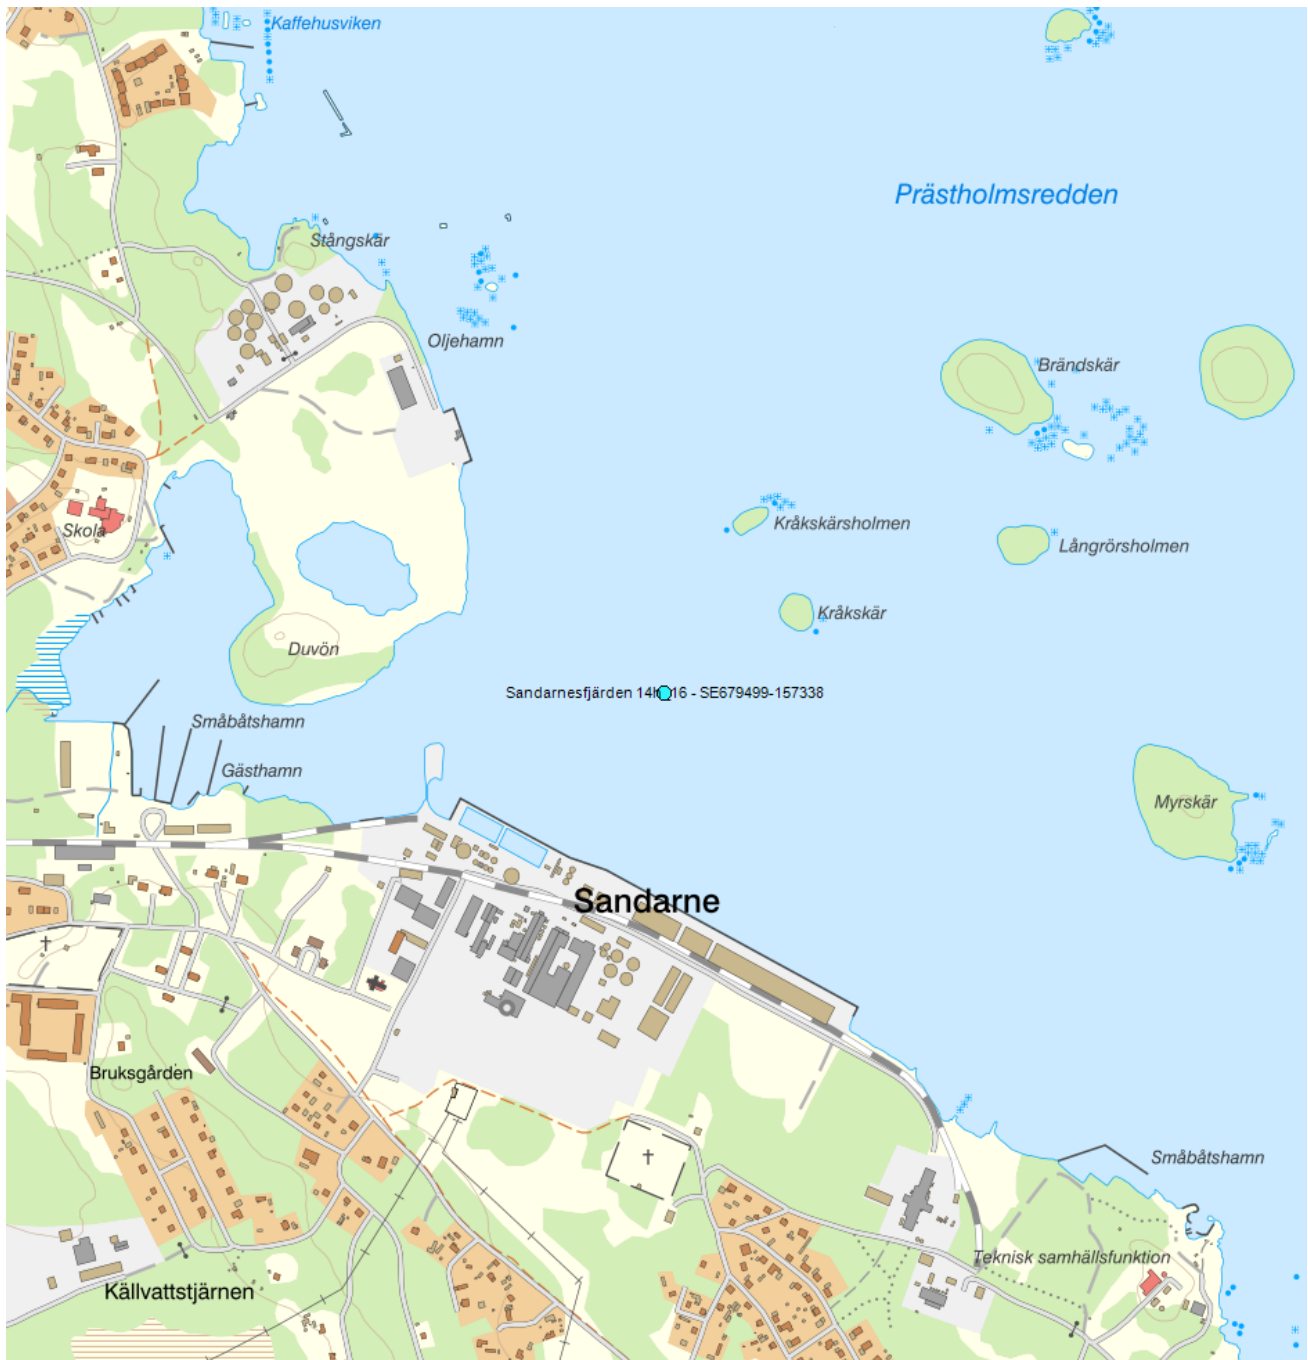 Kaffehusviken
Prästholmsredden
Stångskär
Oljehamn
Brändskär
Skola
Kråkskärsholmen
Långrörsholmen
Kråkskär
Duvön
Sandarnesfjärden 14h 16 - SE679499-157338
Småbåtshamn
Gästhamn
Myrskär
Sandarne
Bruksgården
Småbåtshamn
Teknisk samhällsfunktion
Källvattstjärnen